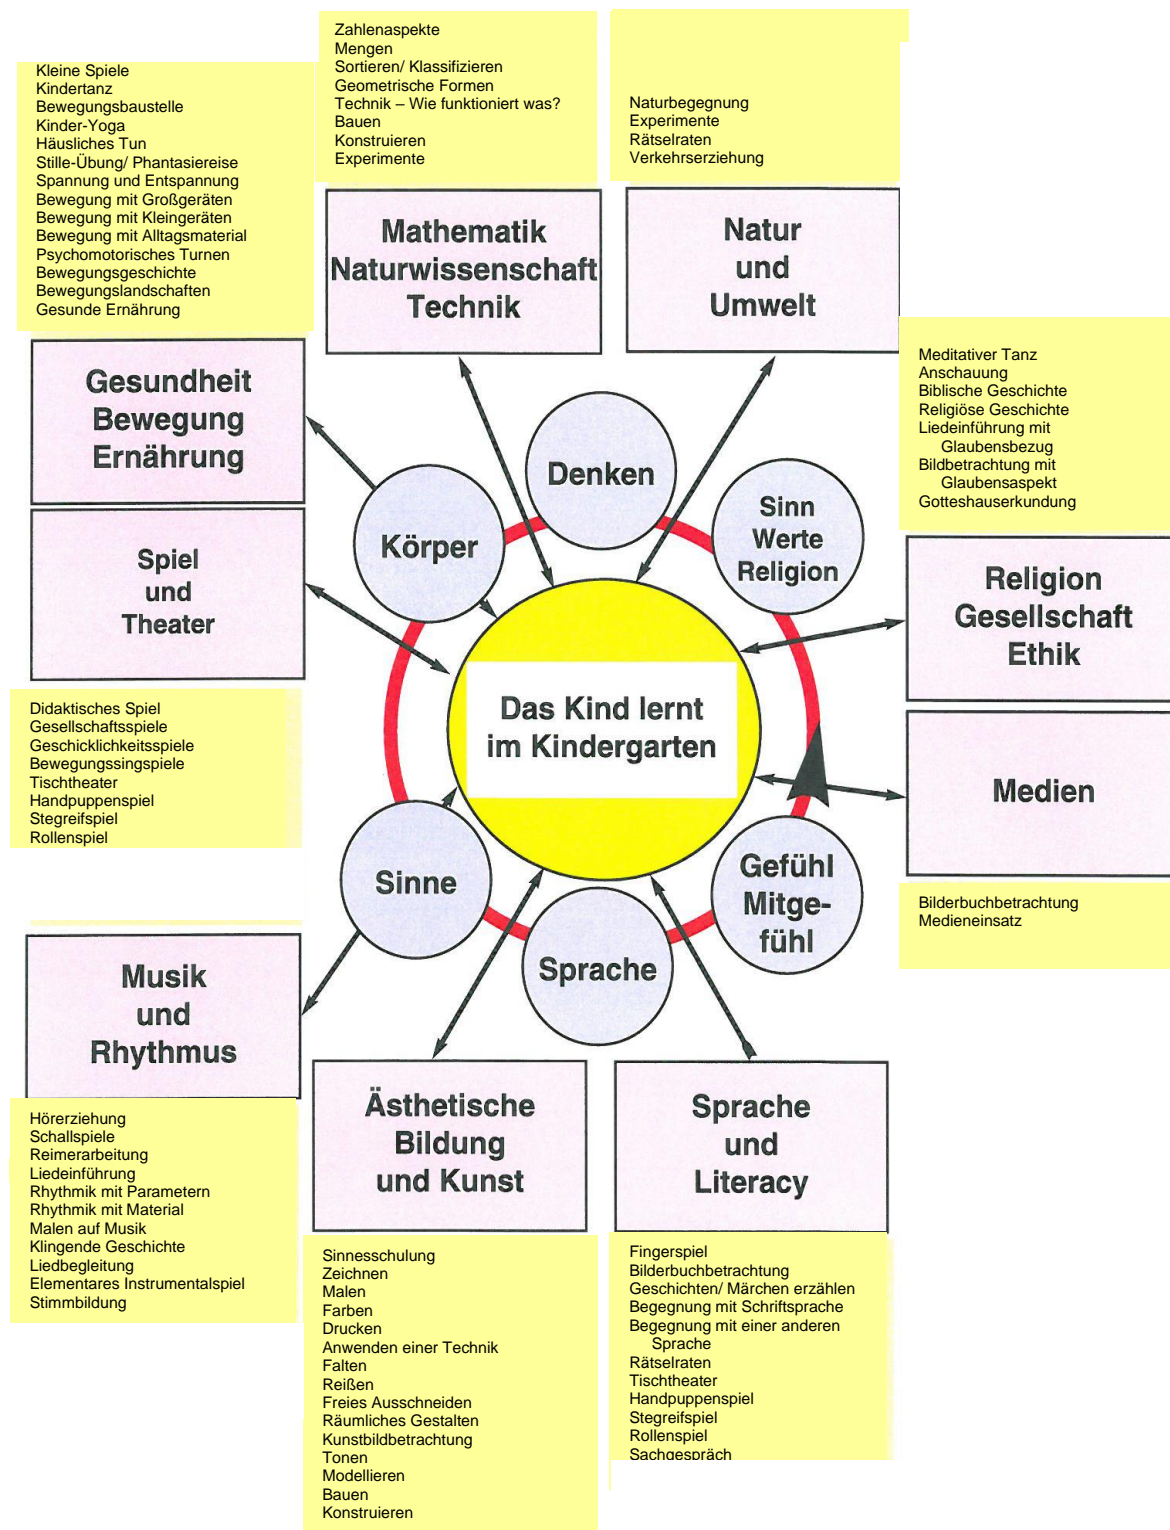 Zahlenaspekte
Mengen
Sortieren/ Klassifizieren
Geometrische Formen
Technik – Wie funktioniert was?
Bauen
Konstruieren
Experimente
Naturbegegnung
Experimente
Rätselraten
Verkehrserziehung
Kleine Spiele
Kindertanz
Bewegungsbaustelle
Kinder-Yoga
Häusliches Tun
Stille-Übung/ Phantasiereise
Spannung und Entspannung
Bewegung mit Großgeräten
Bewegung mit Kleingeräten
Bewegung mit Alltagsmaterial
Psychomotorisches Turnen
Bewegungsgeschichte
Bewegungslandschaften
Gesunde Ernährung
Mathematik
Naturwissenschaft
Technik
Natur
und
Umwelt
Gesundheit
Bewegung
Ernährung
Meditativer Tanz
Anschauung
Biblische Geschichte
Religiöse Geschichte
Liedeinführung mit
Glaubensbezug
Bildbetrachtung mit
Glaubensaspekt
Gotteshauserkundung
Denken
Körper
Sinn
Werte
Religion
Spiel
und
Theater
Religion
Gesellschaft
Ethik
Das Kind lernt
im Kindergarten
Didaktisches Spiel
Gesellschaftsspiele
Geschicklichkeitsspiele
Bewegungssingspiele
Tischtheater
Handpuppenspiel
Stegreifspiel
Rollenspiel
Medien
Sinne
Sprache
Gefühl
Mitge-
fühl
Bilderbuchbetrachtung
Medieneinsatz
Musik
und
Rhythmus
Ästhetische
Bildung
und Kunst
Sprache
und
Literacy
Hörerziehung
Schallspiele
Reimerarbeitung
Liedeinführung
Rhythmik mit Parametern
Rhythmik mit Material
Malen auf Musik
Klingende Geschichte
Liedbegleitung
Elementares Instrumentalspiel
Stimmbildung
Sinnesschulung
Zeichnen
Malen
Farben
Drucken
Anwenden einer Technik
Falten
Reißen
Freies Ausschneiden
Räumliches Gestalten
Kunstbildbetrachtung
Tonen
Modellieren
Bauen
Konstruieren
Fingerspiel
Bilderbuchbetrachtung
Geschichten/ Märchen erzählen
Begegnung mit Schriftsprache
Begegnung mit einer anderen
Sprache
Rätselraten
Tischtheater
Handpuppenspiel
Stegreifspiel
Rollenspiel
Sachgespräch